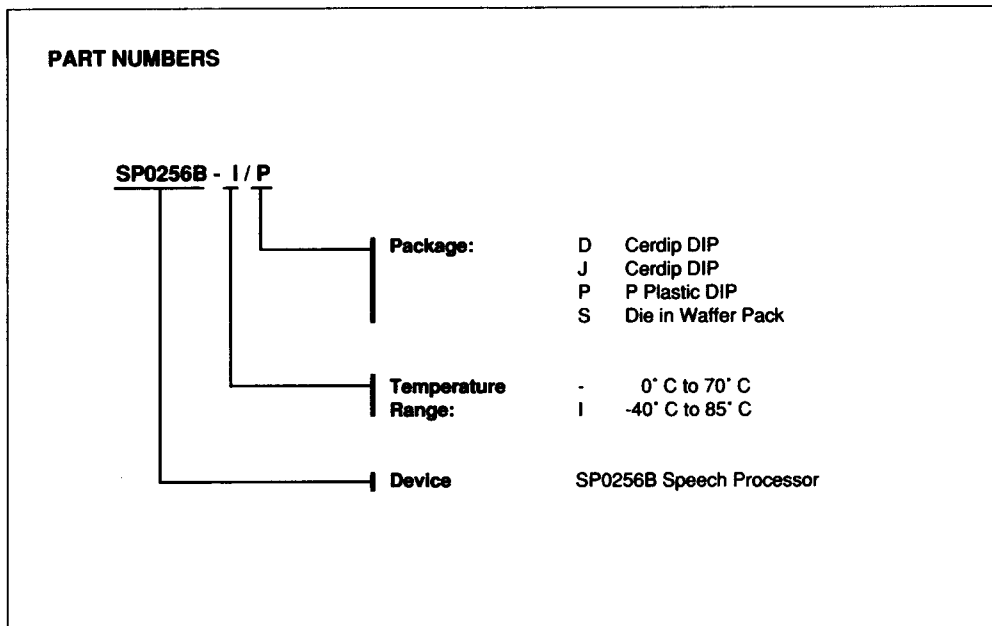 PART NUMBERS
SP0256B - I / P
Package: D Cerdip DIP
J Cerdip DIP
P P Plastic DIP
S Die in Waffer Pack
Temperature - 0° C to 70° C
Range: I -40° C to 85° C
Device SP0256B Speech Processor